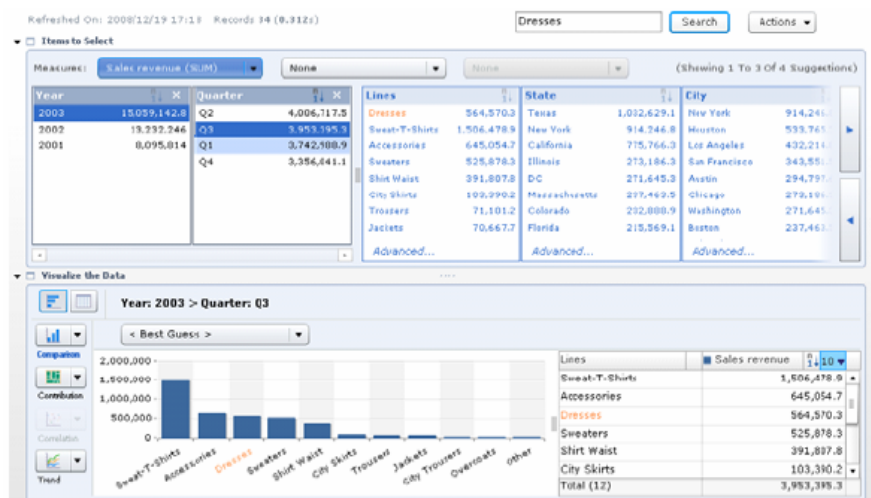 Refreshed On: 2008/12/19 17:18 Records 34 (0.312s)
Dresses
Search
Actions
Items to Select
Measures:
Sales revenue (SUM)
None
None
(Showing 1 To 3 Of 4 Suggestions)
Year
2003 15,059,142.8
2002 13,232,246
2001 8,095,814
Quarter
Q2
Q3 3,953,395.3
Q1 3,742,988.9
Q4 3,356,041.1
Lines
Dresses 564,570.3
Sweat-T-Shirts 1,506,478.9
Accessories 645,054.7
Sweaters 525,878.3
Shirt Waist 391,807.8
City Skirts 103,390.2
Trousers 71,101.2
Jackets 70,667.7
Advanced...
State
Texas 1,032,629.1
New York 914,246.8
California 775,766.3
Illinois 273,186.3
DC 271,645.3
Massachusetts 237,463.5
Colorado 232,888.9
Florida 215,569.1
Advanced...
City
New York
Houston
Los Angeles
San Francisco
Austin
Chicago
Washington
Boston
Advanced...
Visualize the Data
Year: 2003 > Quarter: Q3
Comparison
Contribution
Correlation
Trend
< Best Guess >
2,000,000
1,500,000
1,000,000
500,000
0
Sweat-T-Shirts
Accessories
Dresses
Sweaters
Shirt Waist
City Skirts
Trousers
Jackets
City Trousers
Overcoats
other
Lines Sales revenue 10
Sweat-T-Shirts 1,506,478.9
Accessories 645,054.7
Dresses 564,570.3
Sweaters 525,878.3
Shirt Waist 391,807.8
City Skirts 103,390.2
Total (12) 3,953,395.3